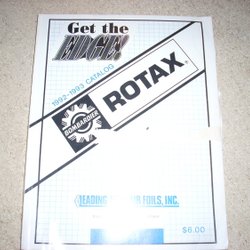 Get the
EDGE!
1992-1993 CATALOG
BOMBARDIER
ROTAX
LEADING FOILS, INC.
$6.00